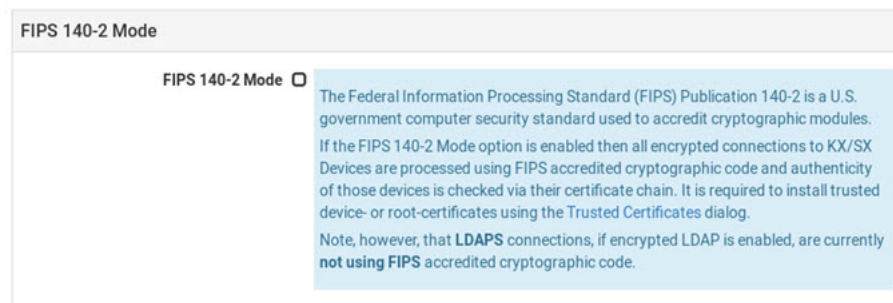 FIPS 140-2 Mode
FIPS 140-2 Mode
The Federal Information Processing Standard (FIPS) Publication 140-2 is a U.S.
government computer security standard used to accredit cryptographic modules.
If the FIPS 140-2 Mode option is enabled then all encrypted connections to KX/SX
Devices are processed using FIPS accredited cryptographic code and authenticity
of those devices is checked via their certificate chain. It is required to install trusted
device- or root-certificates using the Trusted Certificates dialog.
Note, however, that LDAPS connections, if encrypted LDAP is enabled, are currently
not using FIPS accredited cryptographic code.